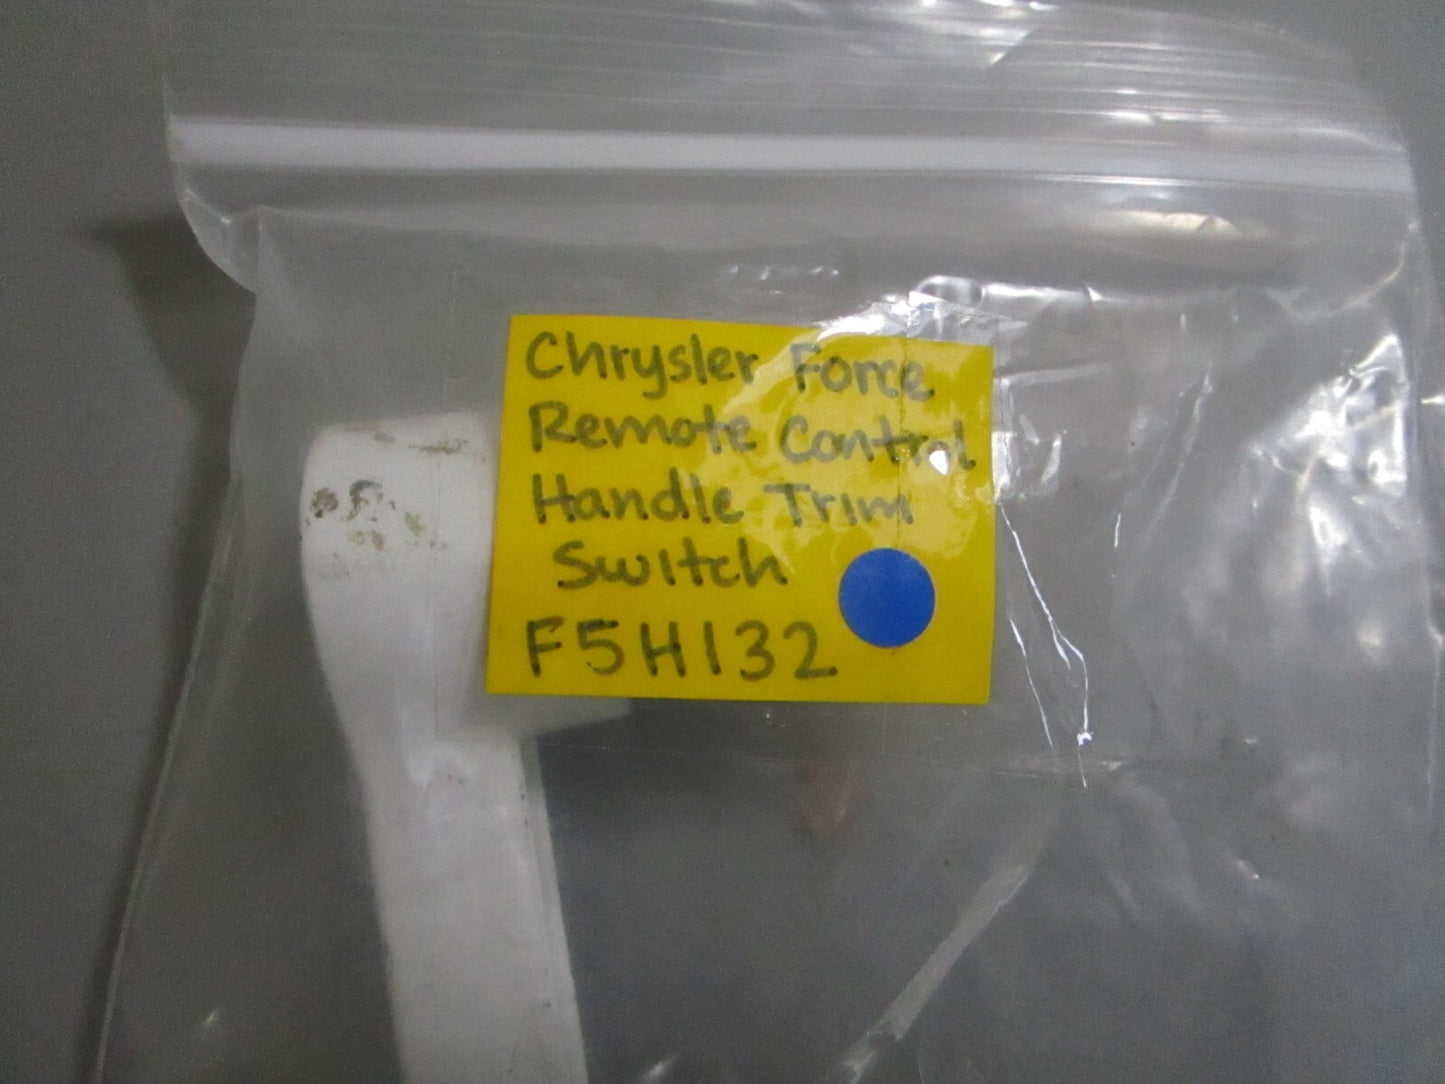 Chrysler Force
Remote Control
Handle Trim
Switch
F5H132